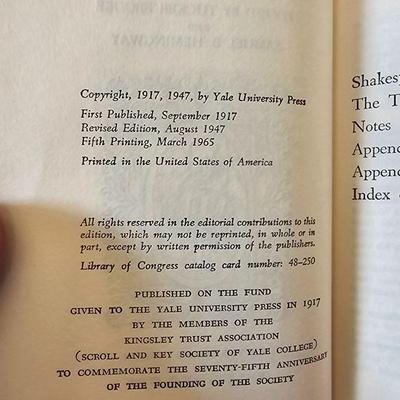 Copyright, 1917, 1947, by Yale University Press
First Published, September 1917
Revised Edition, August 1947
Fifth Printing, March 1965
Printed in the United States of America
All rights reserved in the editorial contributions to this
edition, which may not be reprinted, in whole or in
part, except by written permission of the publishers.
Library of Congress catalog card number: 48–250
PUBLISHED ON THE FUND
GIVEN TO THE YALE UNIVERSITY PRESS IN 1917
BY THE MEMBERS OF THE
KINGSLEY TRUST ASSOCIATION
(SCROLL AND KEY SOCIETY OF YALE COLLEGE)
TO COMMEMORATE THE SEVENTY-FIFTH ANNIVERSARY
OF THE FOUNDING OF THE SOCIETY
Shakesp
The T
Notes
Append
Append
Index